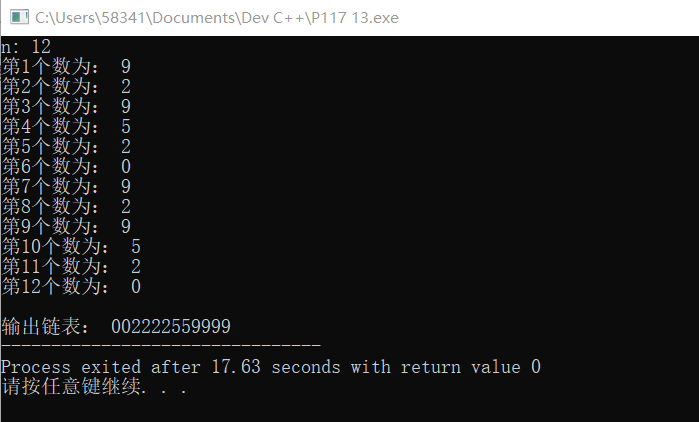 C:\Users\58341\Documents\Dev C++\P117 13.exe
n: 12
第1个数为: 9
第2个数为: 2
第3个数为: 9
第4个数为: 5
第5个数为: 2
第6个数为: 0
第7个数为: 9
第8个数为: 2
第9个数为: 9
第10个数为: 5
第11个数为: 2
第12个数为: 0
输出链表: 002222559999
--------------------------------
Process exited after 17.63 seconds with return value 0
请按任意键继续. . .